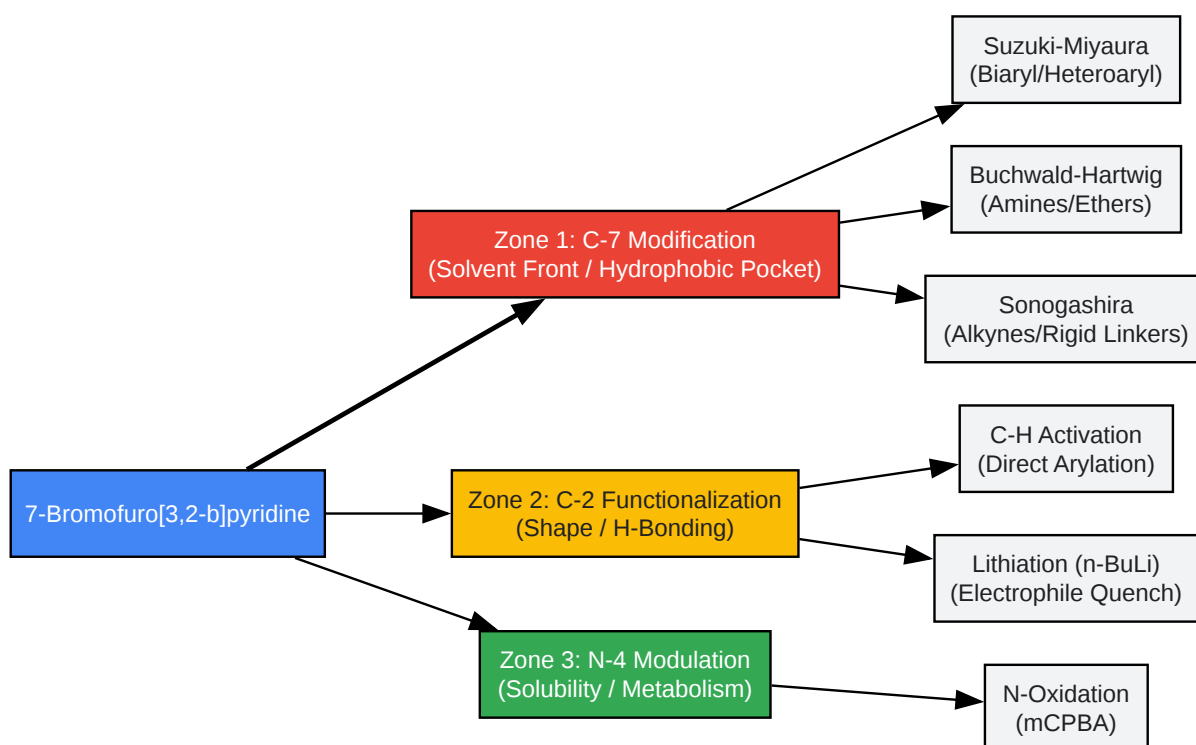 Suzuki-Miyaura
(Biaryl/Heteroaryl)
Buchwald-Hartwig
(Amines/Ethers)
Zone 1: C-7 Modification
(Solvent Front / Hydrophobic Pocket)
Sonogashira
(Alkynes/Rigid Linkers)
C-H Activation
(Direct Arylation)
7-Bromofuro[3,2-b]pyridine
Zone 2: C-2 Functionalization
(Shape / H-Bonding)
Lithiation (n-BuLi)
(Electrophile Quench)
Zone 3: N-4 Modulation
(Solubility / Metabolism)
N-Oxidation
(mCPBA)